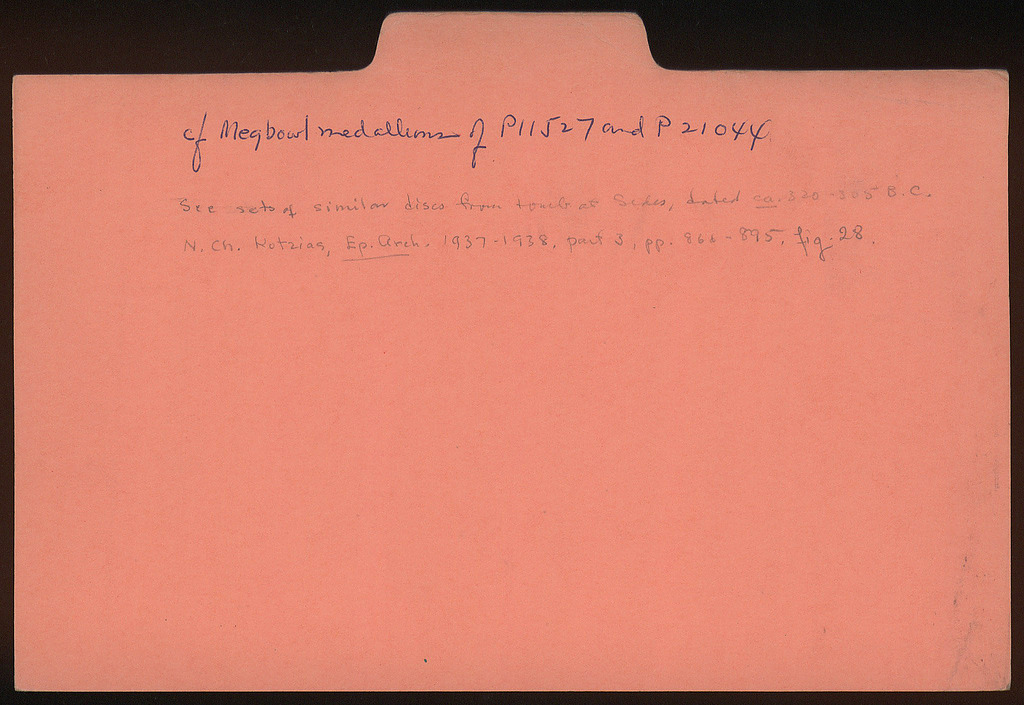 cf Megbowl medallions of P11527 and P 21044
See sets of similar discs from tomb at Sedes, dated ca. 320-305 B.C.
N. Ch. Kotzias, Ep. Arch. 1937-1938, part 3, pp. 866-895, fig. 28.